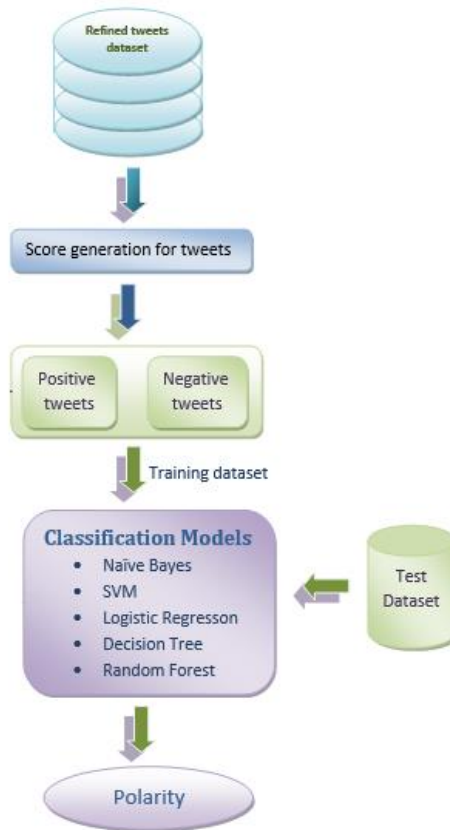 Refined tweets
dataset
Score generation for tweets
Positive
tweets
Negative
tweets
Training dataset
Classification Models
• Naïve Bayes
• SVM
• Logistic Regresson
• Decision Tree
• Random Forest
Test
Dataset
Polarity